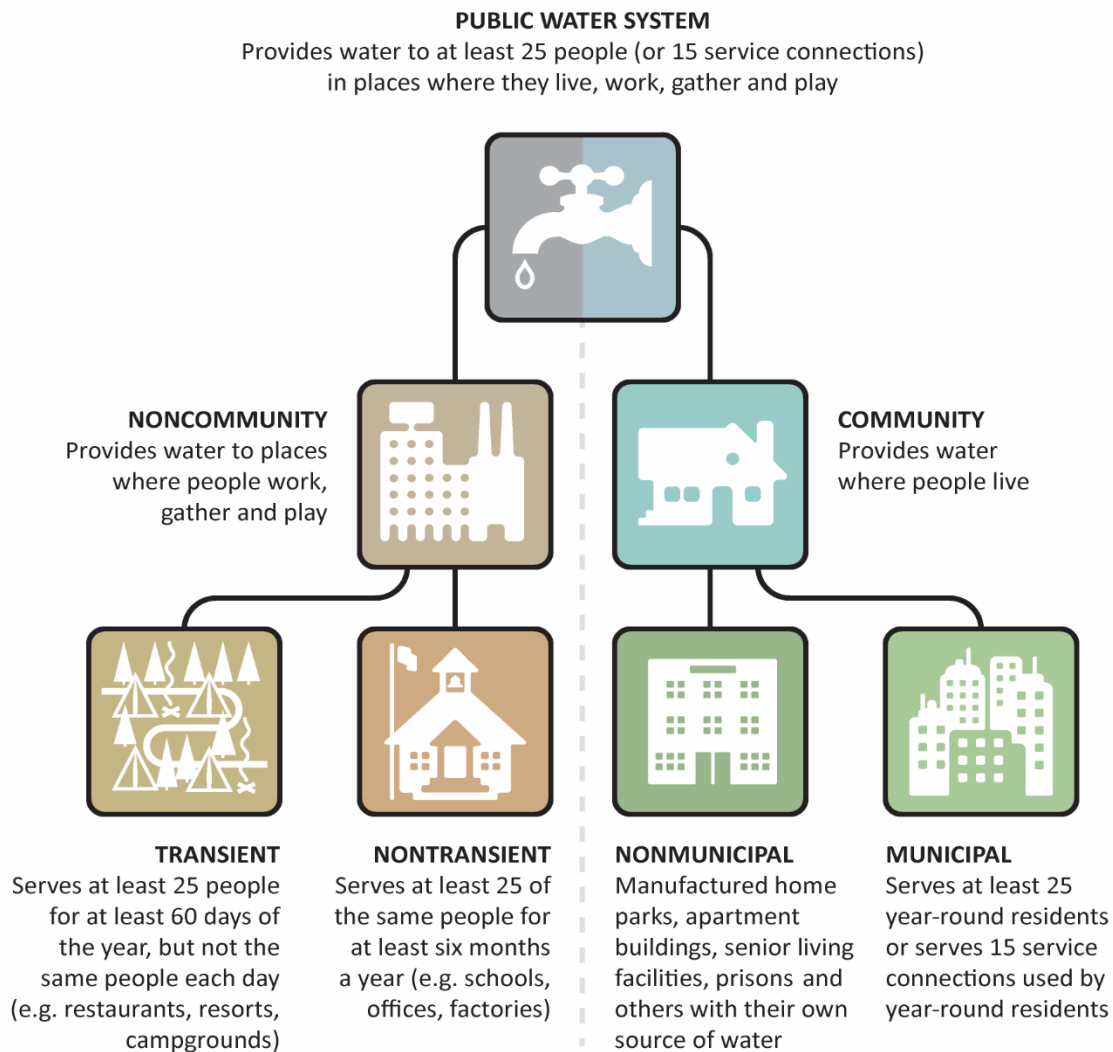 PUBLIC WATER SYSTEM
Provides water to at least 25 people (or 15 service connections)
in places where they live, work, gather and play
NONCOMMUNITY
Provides water to places
where people work,
gather and play
COMMUNITY
Provides water
where people live
TRANSIENT
Serves at least 25 people
for at least 60 days of
the year, but not the
same people each day
(e.g. restaurants, resorts,
campgrounds)
NONTRANSIENT
Serves at least 25 of
the same people for
at least six months
a year (e.g. schools,
offices, factories)
NONMUNICIPAL
Manufactured home
parks, apartment
buildings, senior living
facilities, prisons and
others with their own
source of water
MUNICIPAL
Serves at least 25
year-round residents
or serves 15 service
connections used by
year-round residents